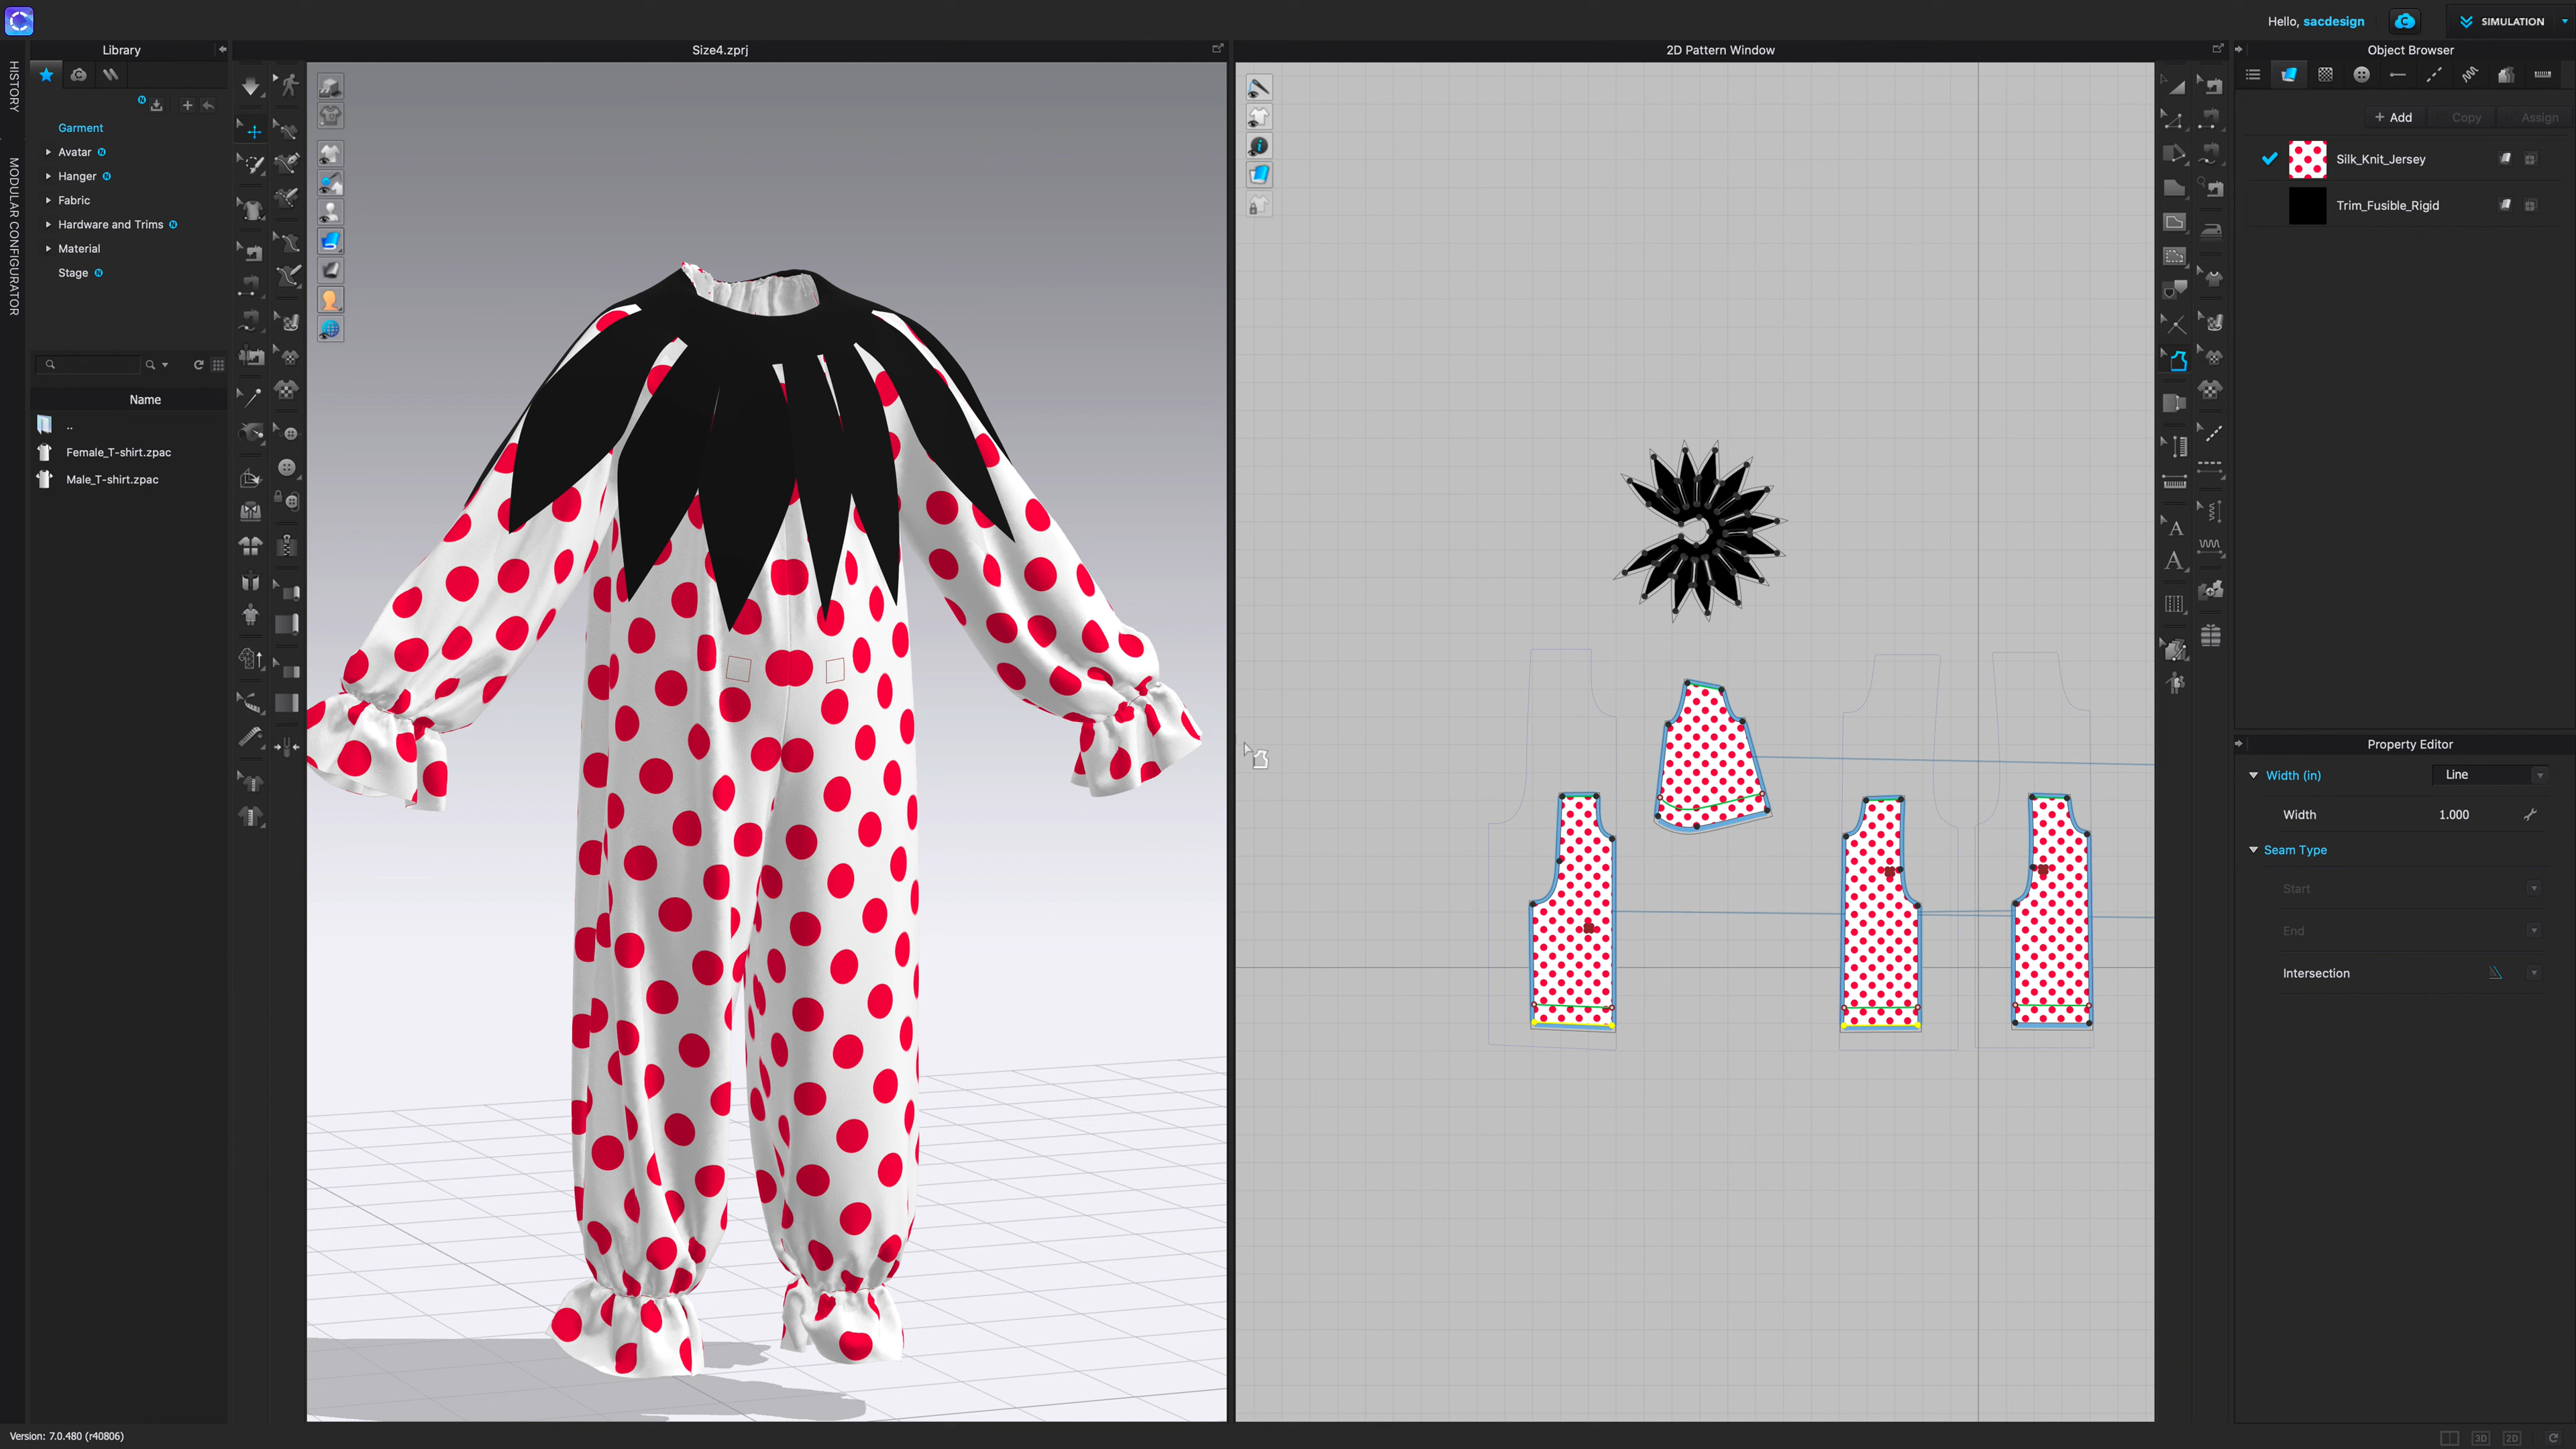 Hello, sacdesign
SIMULATION
Library
Size4.zprj
2D Pattern Window
Object Browser
HISTORY
MODULAR CONFIGURATOR
Garment
Avatar N
Hanger N
Fabric
Hardware and Trims N
Material
Stage N
Name
..
Female_T-shirt.zpac
Male_T-shirt.zpac
+ Add
Copy
Assign
Silk_Knit_Jersey
Trim_Fusible_Rigid
Property Editor
Width (in)
Line
Width
1.000
Seam Type
Start
End
Intersection
Version: 7.0.480 (r40806)
3D
2D